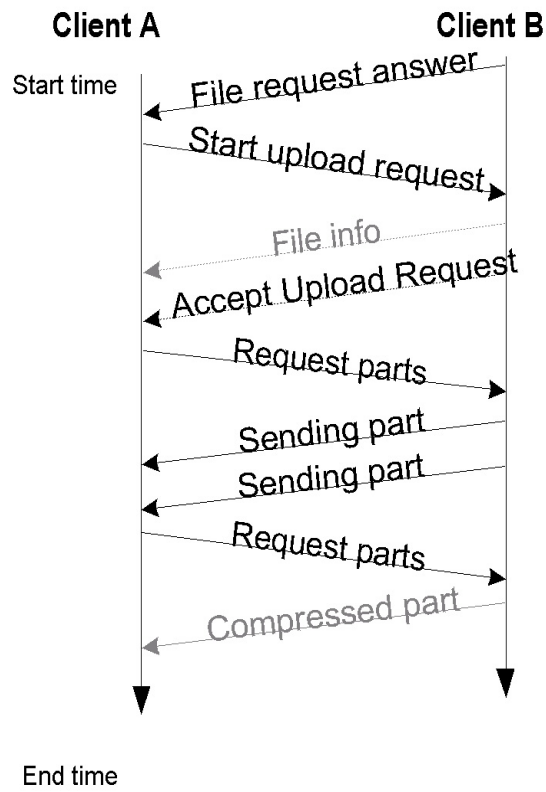 Client A
Client B
Start time
File request answer
Start upload request
File info
Accept Upload Request
Request parts
Sending part
Sending part
Request parts
Compressed part
End time